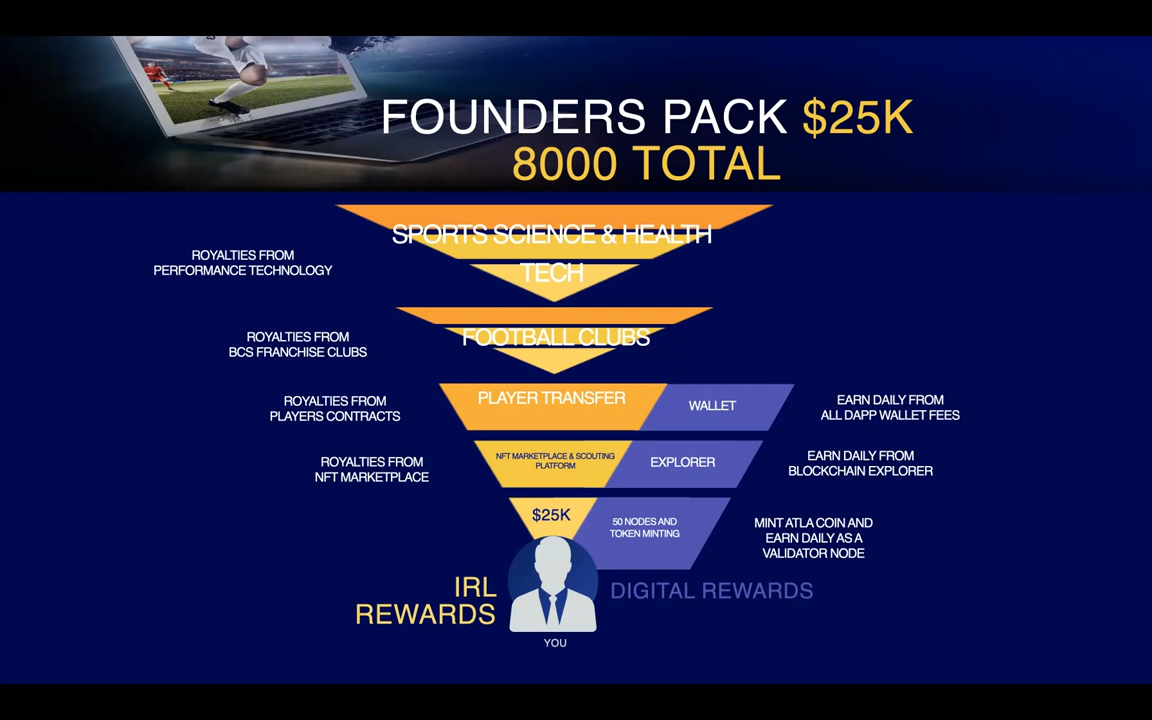 FOUNDERS PACK $25K
8000 TOTAL
SPORTS SCIENCE & HEALTH
TECH
ROYALTIES FROM
PERFORMANCE TECHNOLOGY
FOOTBALL CLUBS
ROYALTIES FROM
BCS FRANCHISE CLUBS
ROYALTIES FROM
PLAYERS CONTRACTS
PLAYER TRANSFER
WALLET
EARN DAILY FROM
ALL DAPP WALLET FEES
ROYALTIES FROM
NFT MARKETPLACE
NFT MARKETPLACE & SCOUTING
PLATFORM
EXPLORER
EARN DAILY FROM
BLOCKCHAIN EXPLORER
$25K
50 NODES AND
TOKEN MINTING
MINT ATLA COIN AND
EARN DAILY AS A
VALIDATOR NODE
IRL
REWARDS
DIGITAL REWARDS
YOU